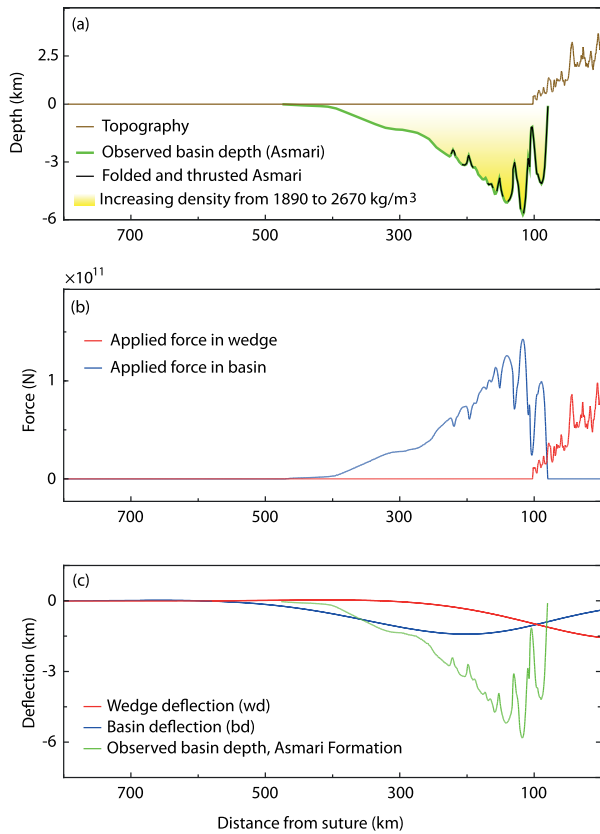 (a)
2.5
0
-3
-6
Depth (km)
Topography
Observed basin depth (Asmari)
Folded and thrusted Asmari
Increasing density from 1890 to 2670 kg/m3
700 500 300 100
×10¹¹
(b)
1
0
Force (N)
Applied force in wedge
Applied force in basin
700 500 300 100
(c)
0
-3
-6
Deflection (km)
Wedge deflection (wd)
Basin deflection (bd)
Observed basin depth, Asmari Formation
700 500 300 100
Distance from suture (km)